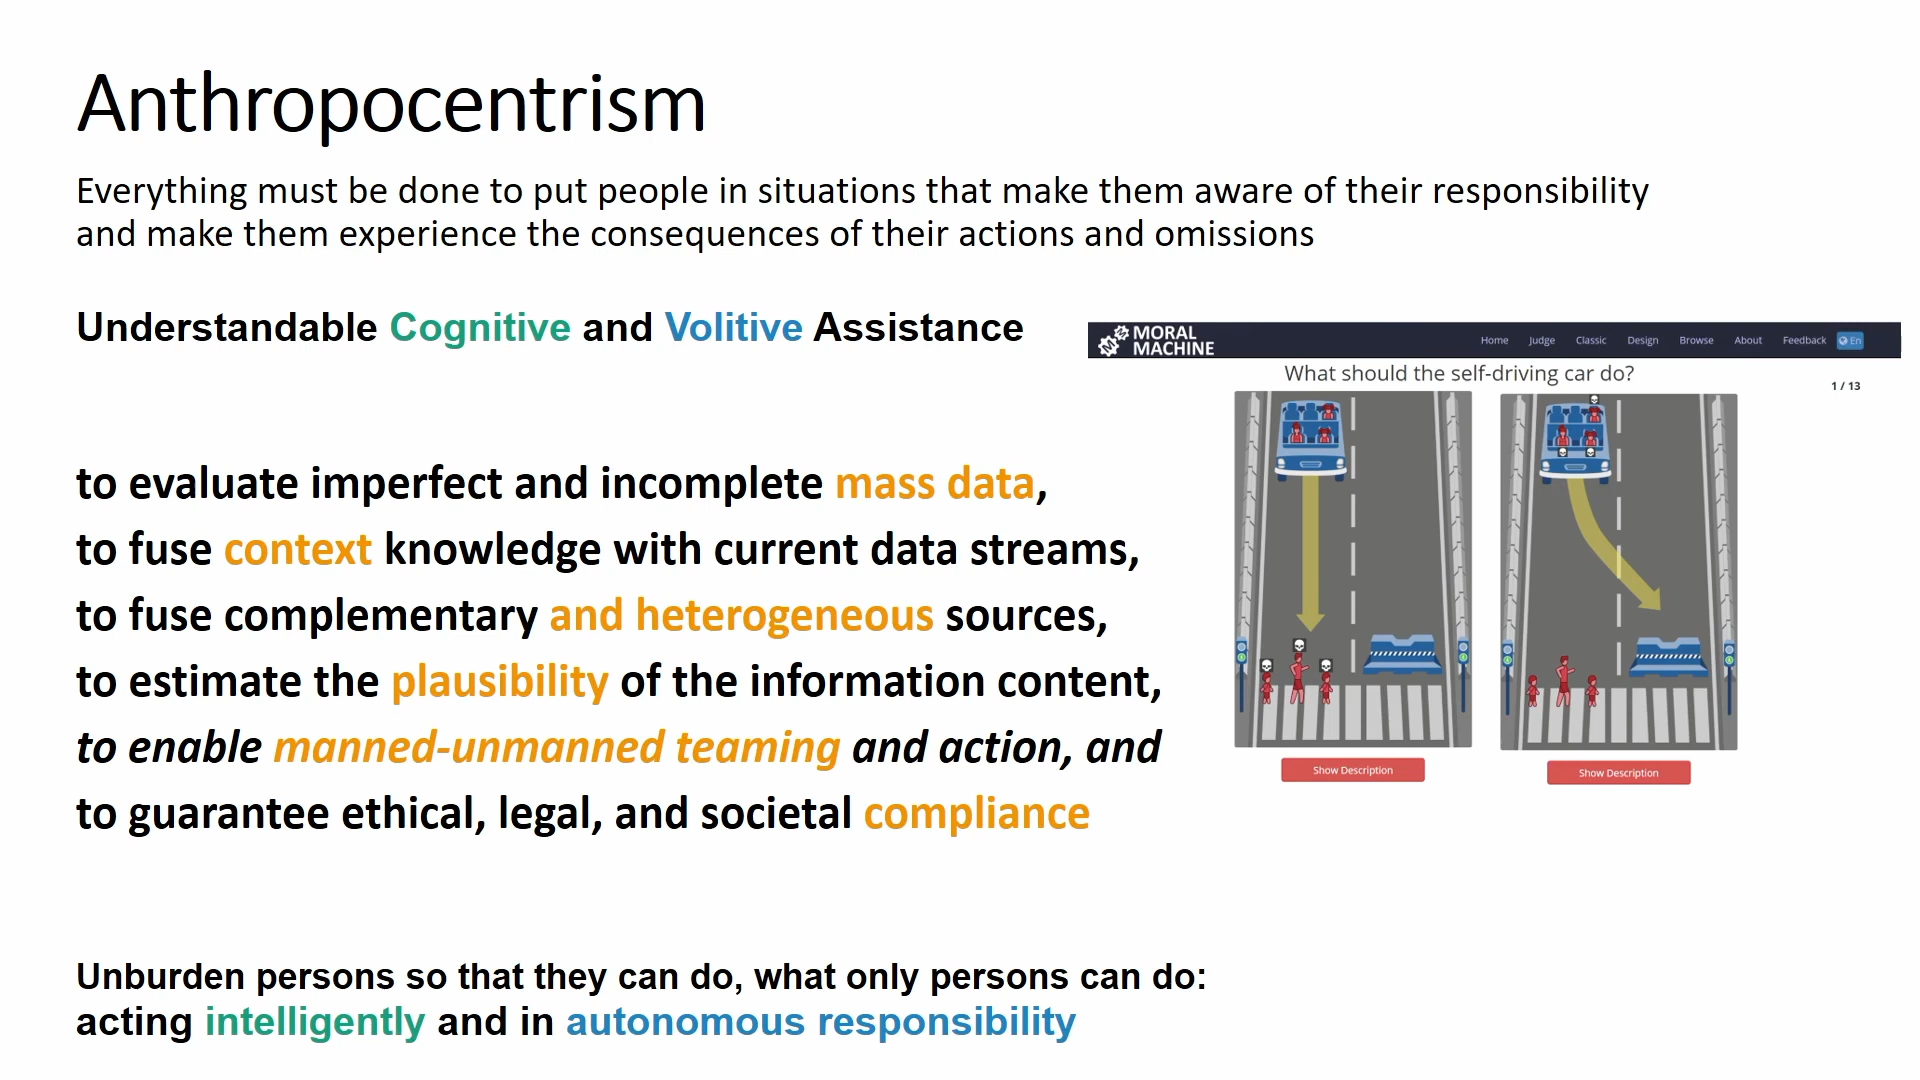 Anthropocentrism
Everything must be done to put people in situations that make them aware of their responsibility
and make them experience the consequences of their actions and omissions
Understandable Cognitive and Volitive Assistance
to evaluate imperfect and incomplete mass data,
to fuse context knowledge with current data streams,
to fuse complementary and heterogeneous sources,
to estimate the plausibility of the information content,
to enable manned-unmanned teaming and action, and
to guarantee ethical, legal, and societal compliance
Unburden persons so that they can do, what only persons can do:
acting intelligently and in autonomous responsibility
MORAL
MACHINE
Home Judge Classic Design Browse About Feedback En
What should the self-driving car do?
1 / 13
Show Description
Show Description